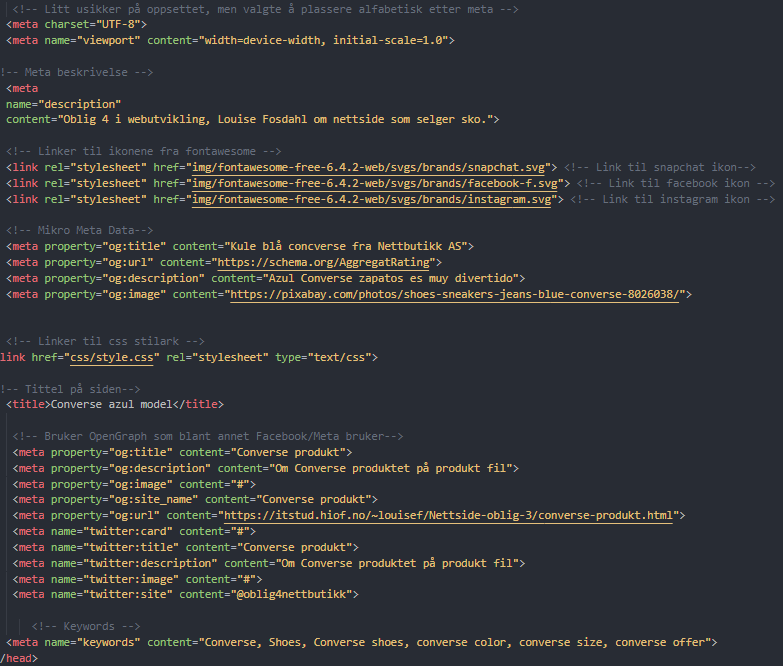 <!-- Litt usikker på oppsettet, men valgte å plassere alfabetisk etter meta -->
<meta charset="UTF-8">
<meta name="viewport" content="width=device-width, initial-scale=1.0">
!-- Meta beskrivelse -->
<meta
name="description"
content="Oblig 4 i webutvikling, Louise Fosdahl om nettside som selger sko.">
<!-- Linker til ikonene fra fontawesome -->
<link rel="stylesheet" href="img/fontawesome-free-6.4.2-web/svgs/brands/snapchat.svg"> <!-- Link til snapchat ikon-->
<link rel="stylesheet" href="img/fontawesome-free-6.4.2-web/svgs/brands/facebook-f.svg"> <!-- Link til facebook ikon -->
<link rel="stylesheet" href="img/fontawesome-free-6.4.2-web/svgs/brands/instagram.svg"> <!-- Link til instagram ikon -->
<!-- Mikro Meta Data-->
<meta property="og:title" content="Kule blå concverse fra Nettbutikk AS">
<meta property="og:url" content="https://schema.org/AggregatRating">
<meta property="og:description" content="Azul Converse zapatos es muy divertido">
<meta property="og:image" content="https://pixabay.com/photos/shoes-sneakers-jeans-blue-converse-8026038/">
<!-- Linker til css stilark -->
link href="css/style.css" rel="stylesheet" type="text/css">
!-- Tittel på siden-->
<title>Converse azul model</title>
<!-- Bruker OpenGraph som blant annet Facebook/Meta bruker-->
<meta property="og:title" content="Converse produkt">
<meta property="og:description" content="Om Converse produktet på produkt fil">
<meta property="og:image" content="#">
<meta property="og:site_name" content="Converse produkt">
<meta property="og:url" content="https://itstud.hiof.no/~louisef/Nettside-oblig-3/converse-produkt.html">
<meta name="twitter:card" content="#">
<meta name="twitter:title" content="Converse produkt">
<meta name="twitter:description" content="Om Converse produktet på produkt fil">
<meta name="twitter:image" content="#">
<meta name="twitter:site" content="@oblig4nettbutikk">
<!-- Keywords -->
<meta name="keywords" content="Converse, Shoes, Converse shoes, converse color, converse size, converse offer">
/head>